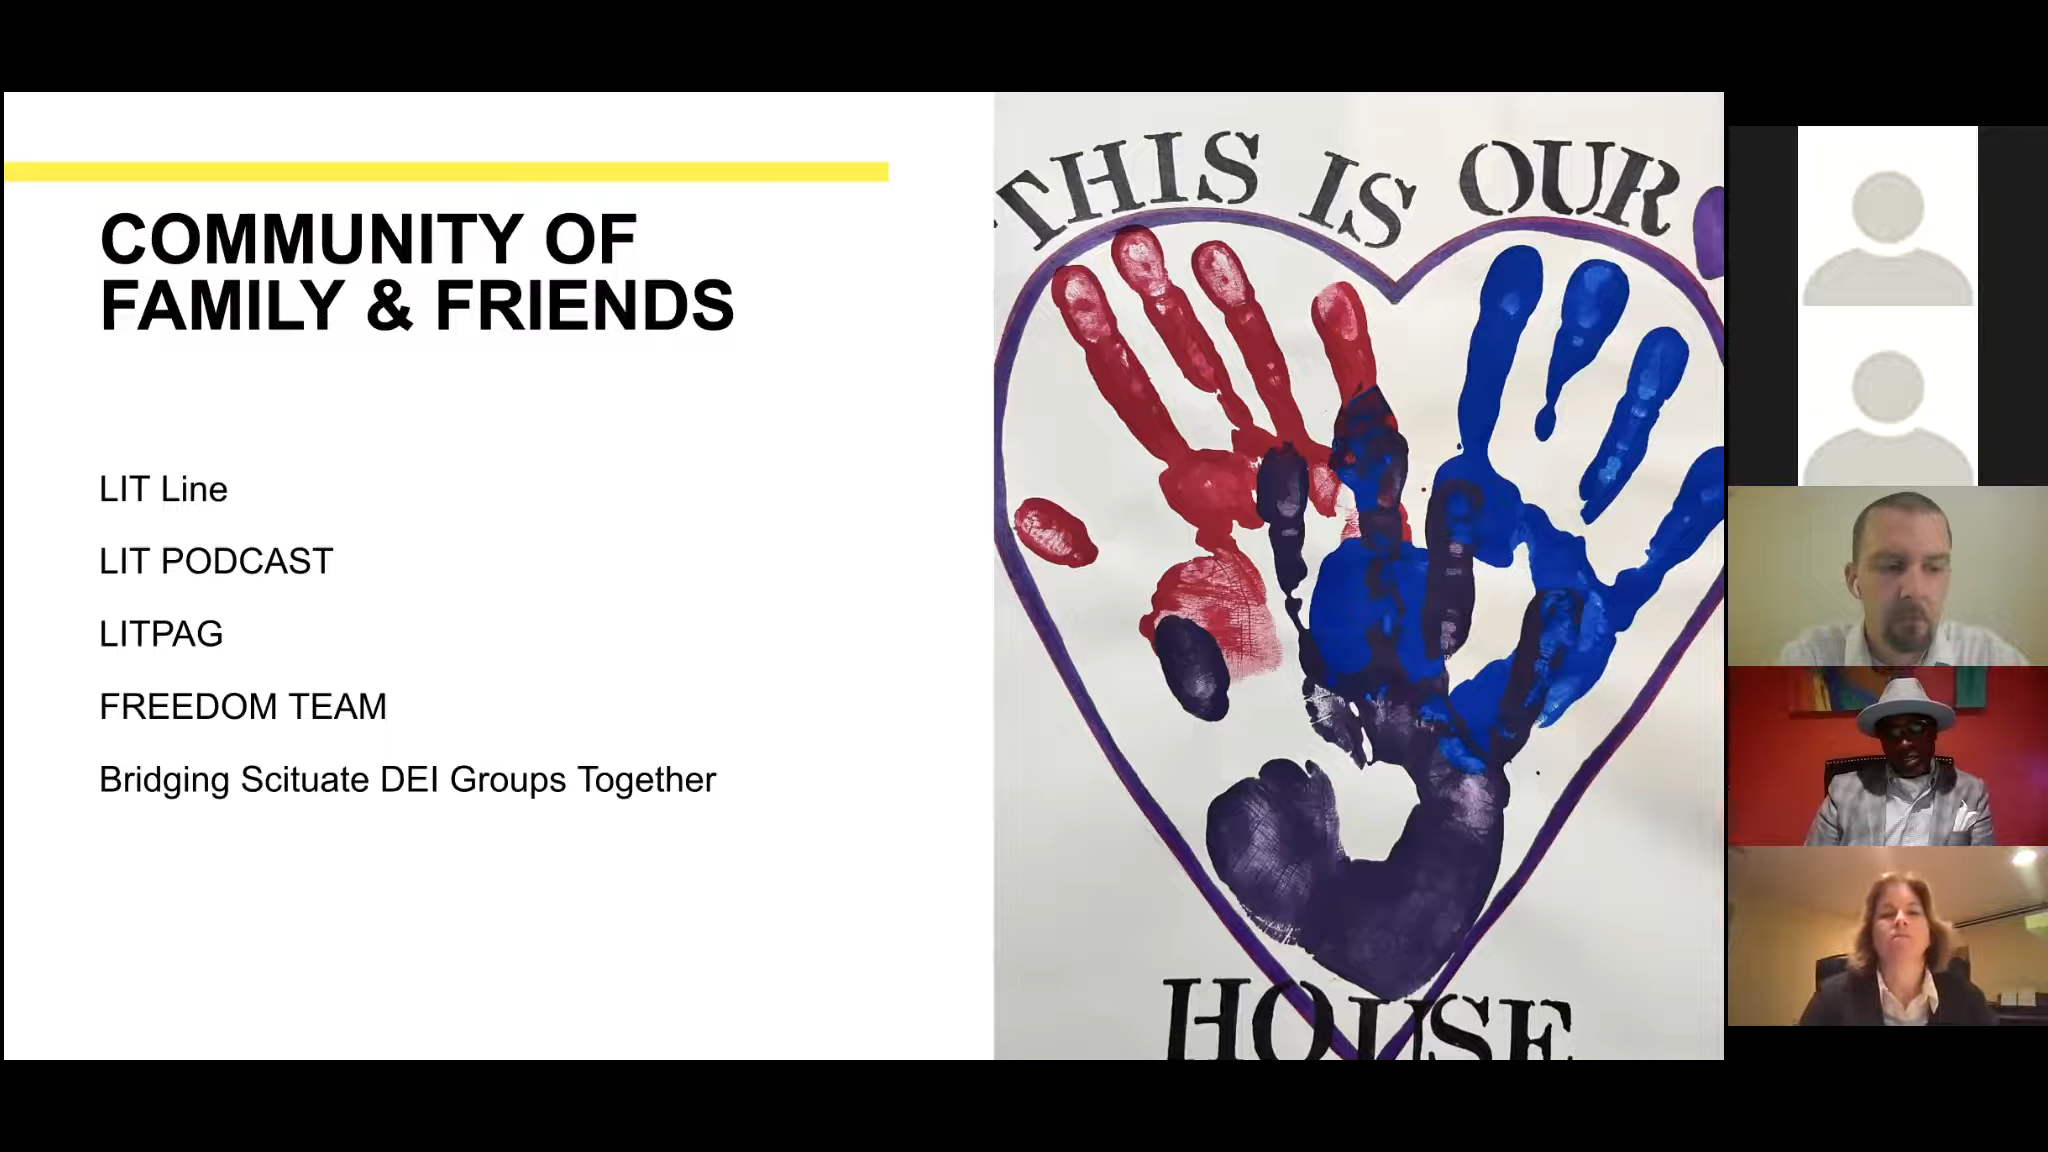 COMMUNITY OF
FAMILY & FRIENDS
LIT Line
LIT PODCAST
LITPAG
FREEDOM TEAM
Bridging Scituate DEI Groups Together
THIS IS OUR
HOUSE